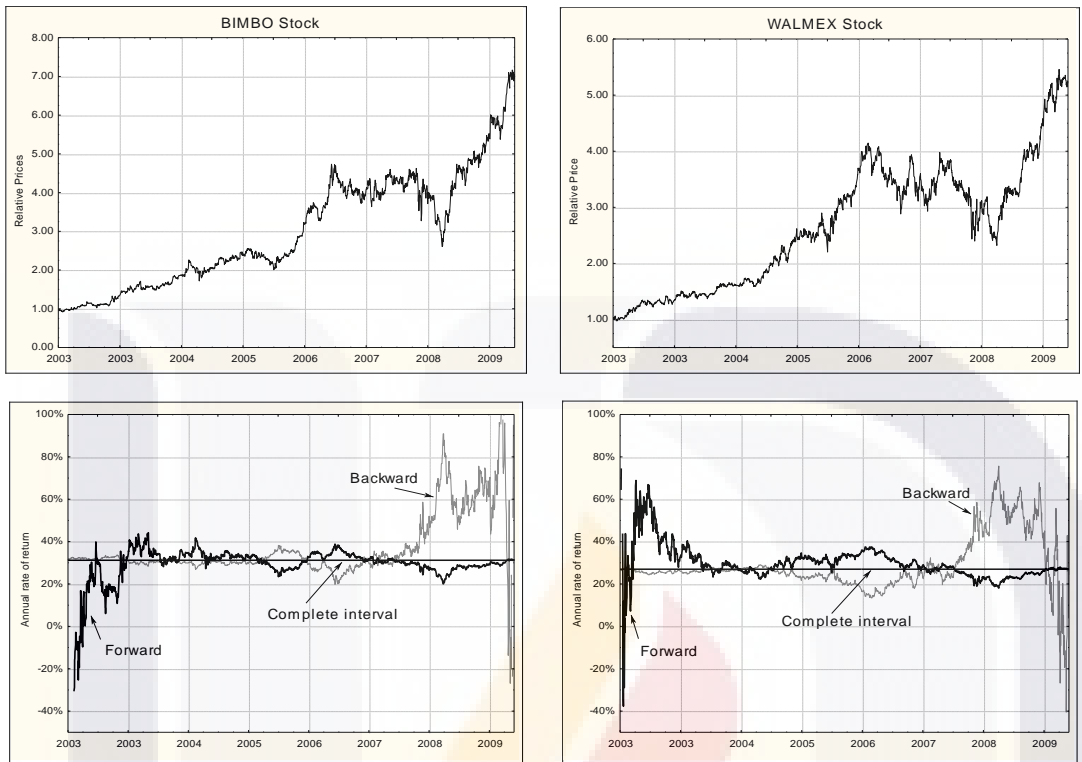 BIMBO Stock
8.00
7.00
6.00
5.00
4.00
3.00
2.00
1.00
0.00
Relative Prices
2003 2003 2004 2005 2006 2007 2008 2009
WALMEX Stock
6.00
5.00
4.00
3.00
2.00
1.00
Relative Price
2003 2003 2004 2005 2006 2007 2008 2009
100%
80%
60%
40%
20%
0%
-20%
-40%
Annual rate of return
Backward
Complete interval
Forward
2003 2003 2004 2005 2006 2007 2008 2009
100%
80%
60%
40%
20%
0%
-20%
-40%
Annual rate of return
Backward
Complete interval
Forward
2003 2003 2004 2005 2006 2007 2008 2009